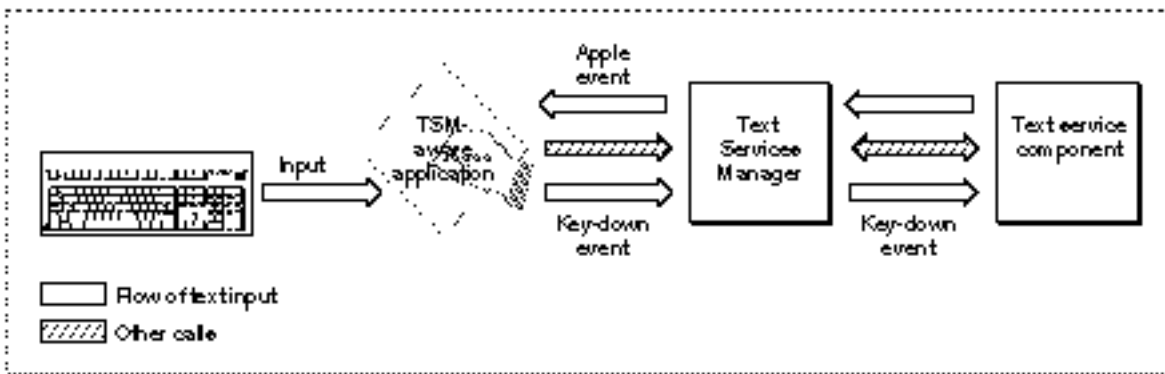 Apple
event
TSM-
aware
application
Text
Services
Manager
Text service
component
Input
Key-down
event
Key-down
event
Flow of text input
Other calls